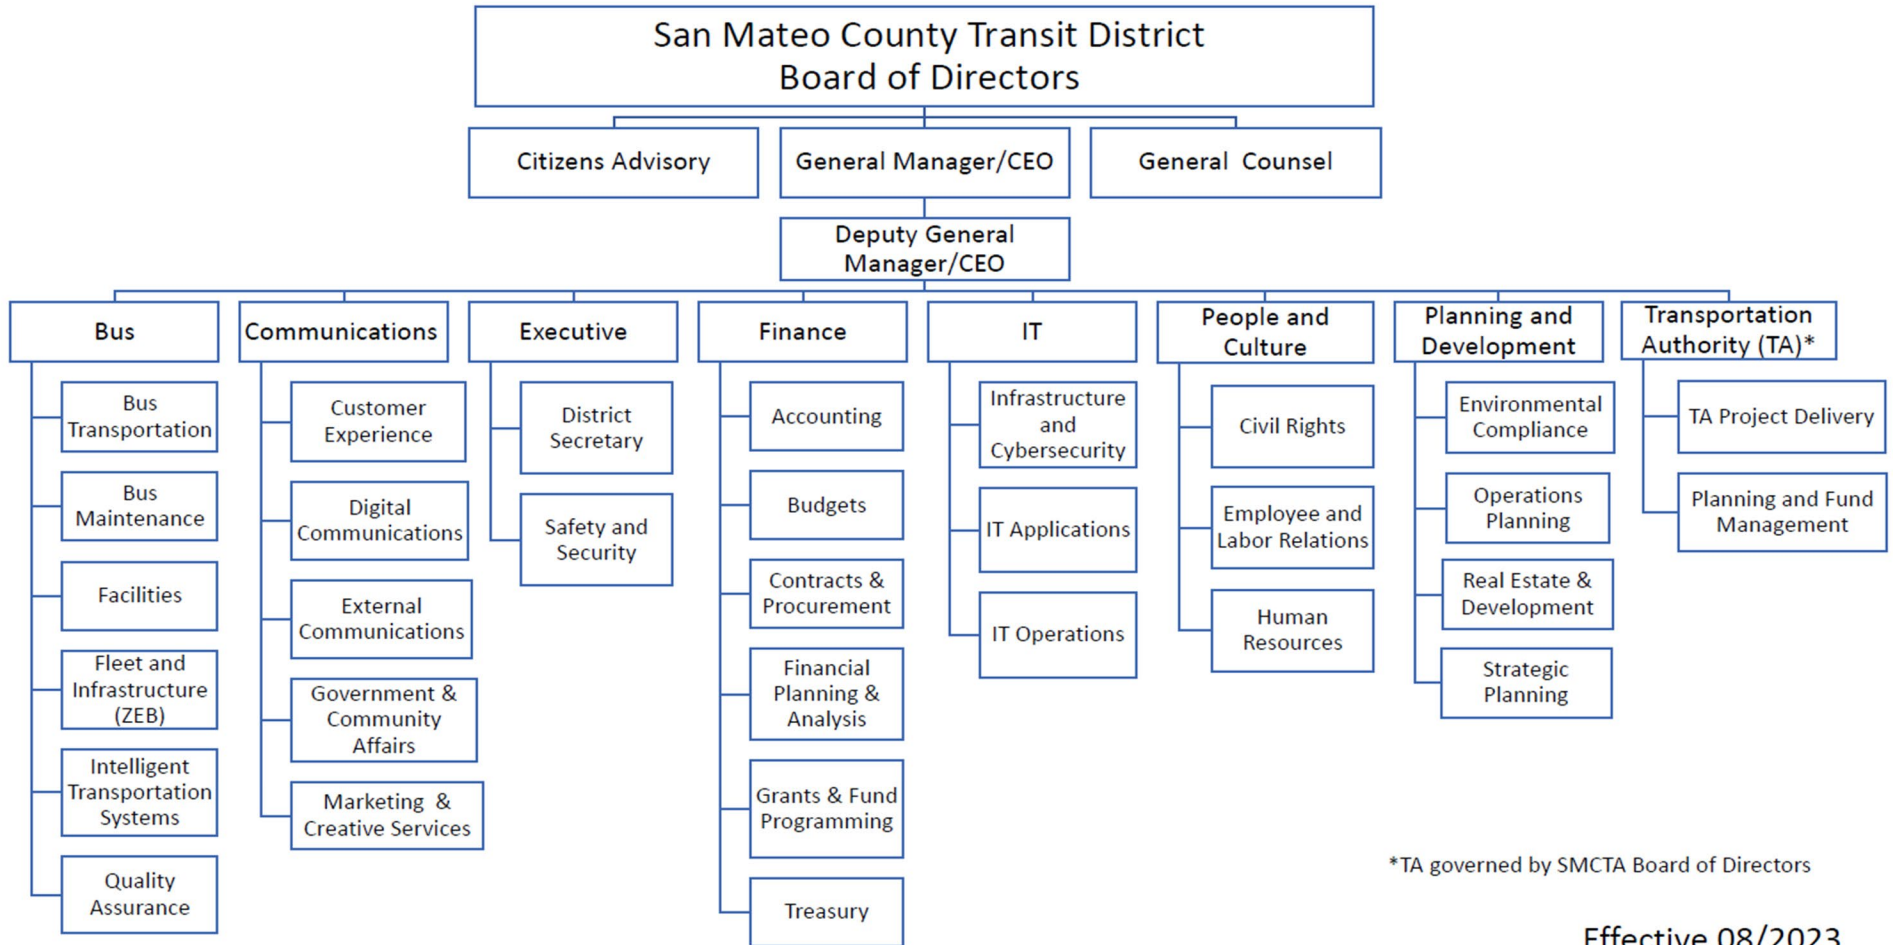 San Mateo County Transit District
Board of Directors
Citizens Advisory
General Manager/CEO
General Counsel
Deputy General
Manager/CEO
Bus
Communications
Executive
Finance
IT
People and
Culture
Planning and
Development
Transportation
Authority (TA)*
Bus
Transportation
Bus
Maintenance
Facilities
Fleet and
Infrastructure
(ZEB)
Intelligent
Transportation
Systems
Quality
Assurance
Customer
Experience
Digital
Communications
External
Communications
Government &
Community
Affairs
Marketing &
Creative Services
District
Secretary
Safety and
Security
Accounting
Budgets
Contracts &
Procurement
Financial
Planning &
Analysis
Grants & Fund
Programming
Treasury
Infrastructure
and
Cybersecurity
IT Applications
IT Operations
Civil Rights
Employee and
Labor Relations
Human
Resources
Environmental
Compliance
Operations
Planning
Real Estate &
Development
Strategic
Planning
TA Project Delivery
Planning and Fund
Management
*TA governed by SMCTA Board of Directors
Effective 08/2023